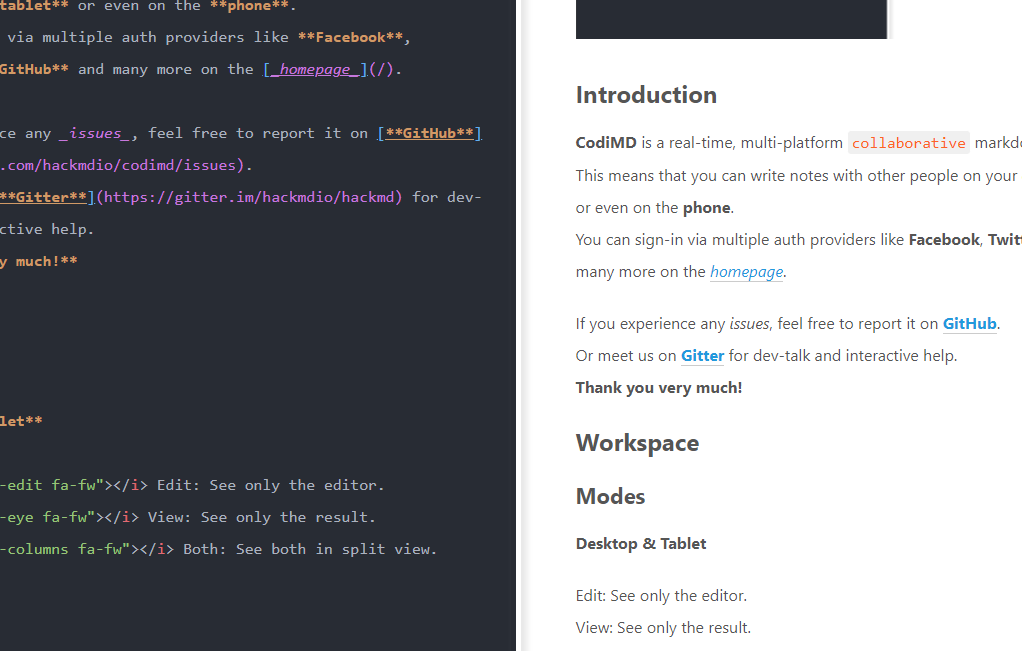 tablet** or even on the **phone**.
via multiple auth providers like **Facebook**,
GitHub** and many more on the [_homepage_](/).
ce any _issues_, feel free to report it on [**GitHub**]
.com/hackmdio/codimd/issues).
**Gitter**](https://gitter.im/hackmdio/hackmd) for dev-
ctive help.
y much!**
let**
-edit fa-fw"></i> Edit: See only the editor.
-eye fa-fw"></i> View: See only the result.
-columns fa-fw"></i> Both: See both in split view.
Introduction
CodiMD is a real-time, multi-platform collaborative markdo
This means that you can write notes with other people on your
or even on the phone.
You can sign-in via multiple auth providers like Facebook, Twit
many more on the homepage.
If you experience any issues, feel free to report it on GitHub.
Or meet us on Gitter for dev-talk and interactive help.
Thank you very much!
Workspace
Modes
Desktop & Tablet
Edit: See only the editor.
View: See only the result.